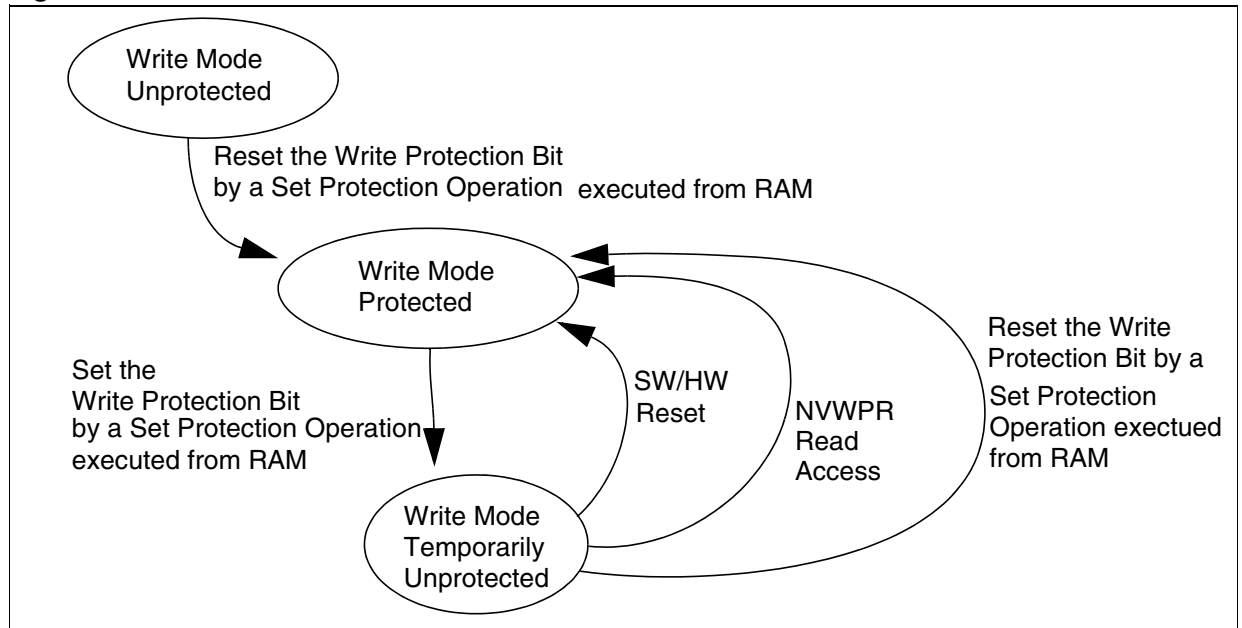 Write Mode
Unprotected
Reset the Write Protection Bit
by a Set Protection Operation executed from RAM
Write Mode
Protected
Set the
Write Protection Bit
by a Set Protection Operation
executed from RAM
SW/HW
Reset
NVWPR
Read
Access
Reset the Write
Protection Bit by a
Set Protection
Operation exectued
from RAM
Write Mode
Temporarily
Unprotected